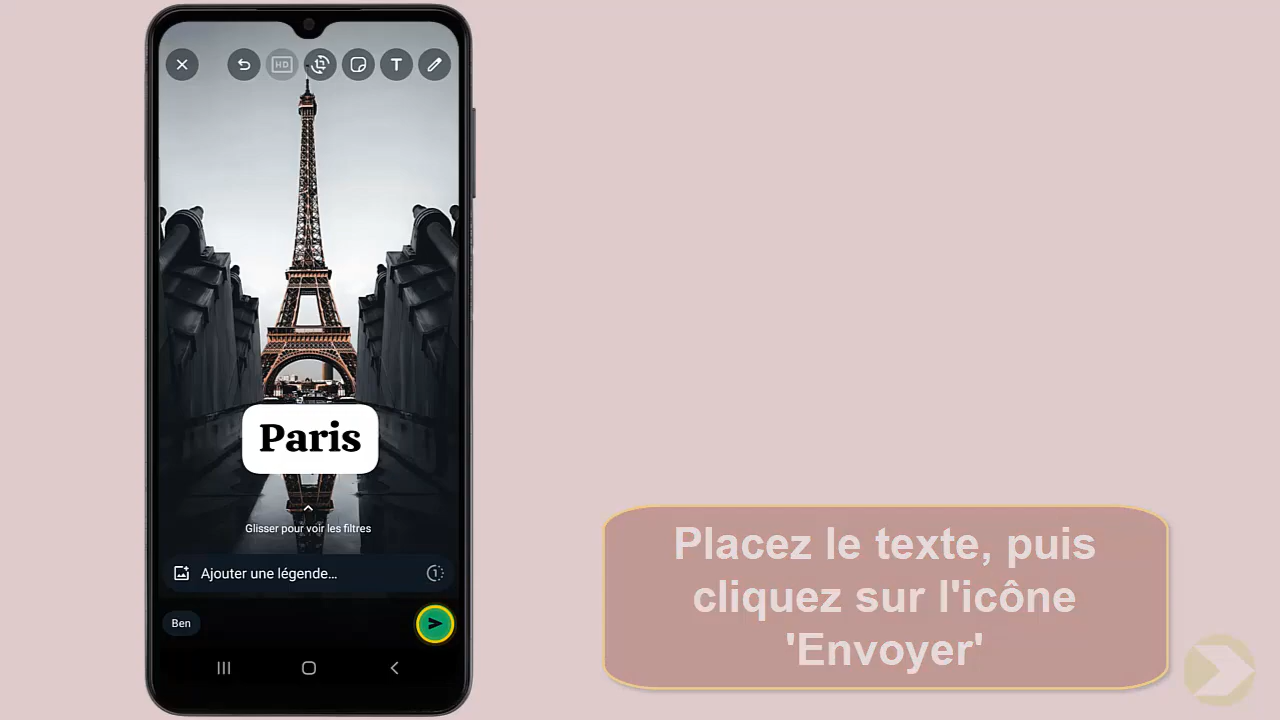 HD
T
Paris
Glisser pour voir les filtres
Ajouter une légende...
1
Ben
Placez le texte, puis
cliquez sur l'icône
'Envoyer'